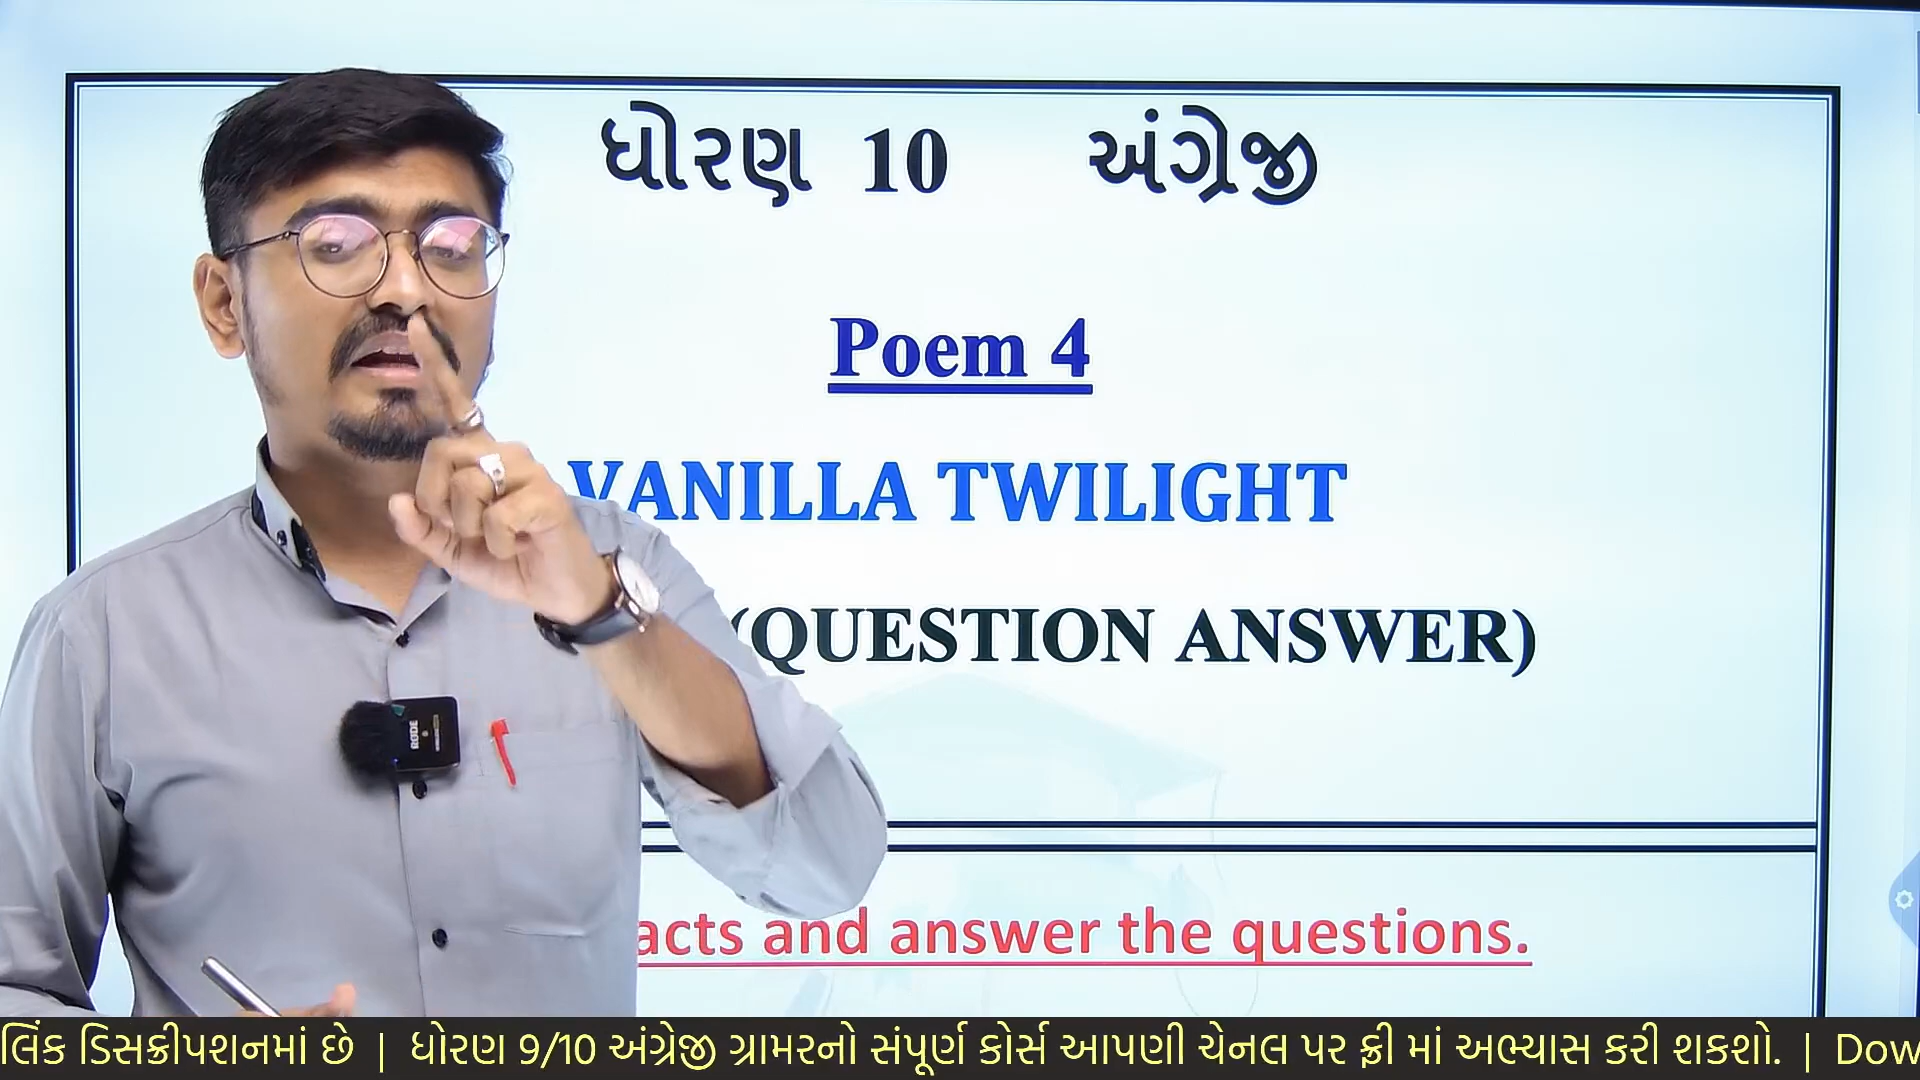 ધોરણ 10 અંગ્રેજી
Poem 4
VANILLA TWILIGHT
(QUESTION ANSWER)
acts and answer the questions.
RODE
લિંક ડિસક્રીપશનમાં છે | ધોરણ 9/10 અંગ્રેજી ગ્રામરનો સંપૂર્ણ કોર્સ આપણી ચેનલ પર ફ્રી માં અભ્યાસ કરી શકશો. | Dow